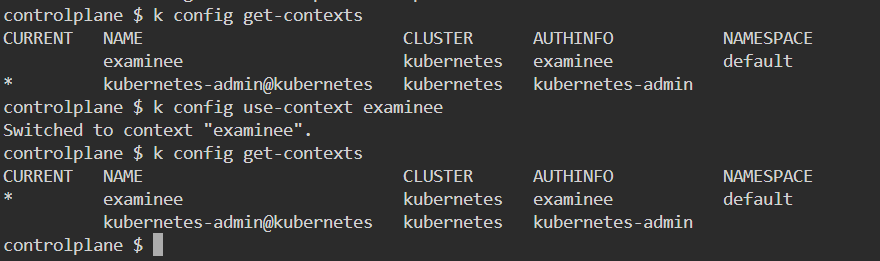 controlplane $ k config get-contexts
CURRENT   NAME                          CLUSTER      AUTHINFO           NAMESPACE
          examinee                      kubernetes   examinee           default
*         kubernetes-admin@kubernetes   kubernetes   kubernetes-admin
controlplane $ k config use-context examinee
Switched to context "examinee".
controlplane $ k config get-contexts
CURRENT   NAME                          CLUSTER      AUTHINFO           NAMESPACE
*         examinee                      kubernetes   examinee           default
          kubernetes-admin@kubernetes   kubernetes   kubernetes-admin
controlplane $